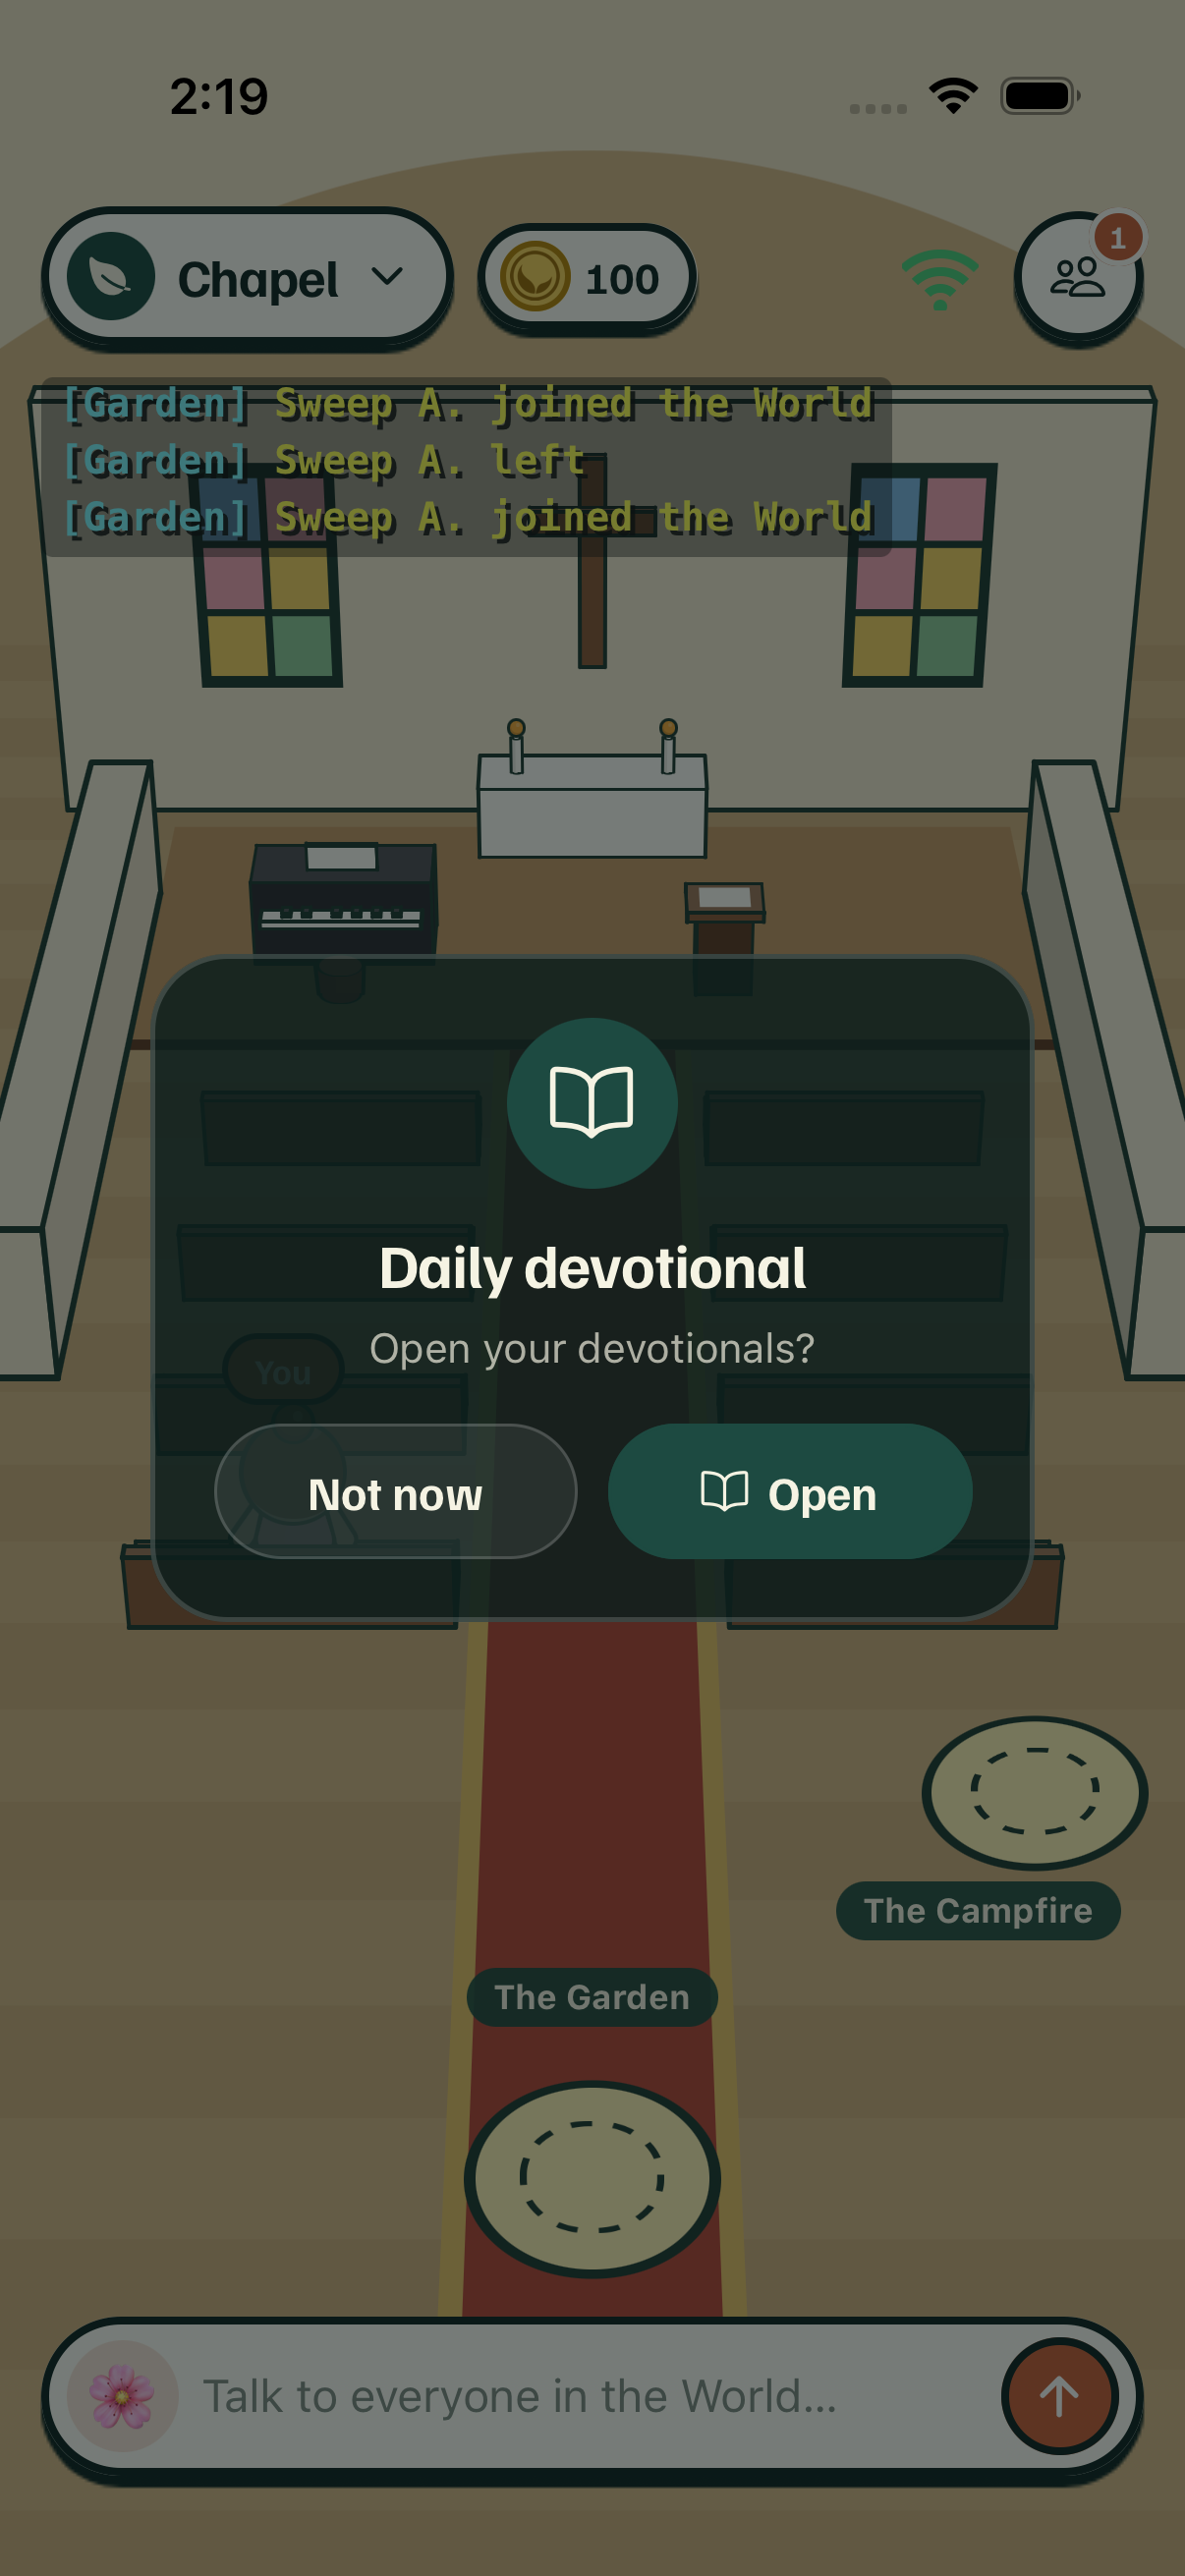 2:19
Chapel
100
1
[Garden] Sweep A. joined the World
[Garden] Sweep A. left
[Garden] Sweep A. joined the World
Daily devotional
Open your devotionals?
You
Not now
Open
The Campfire
The Garden
Talk to everyone in the World...